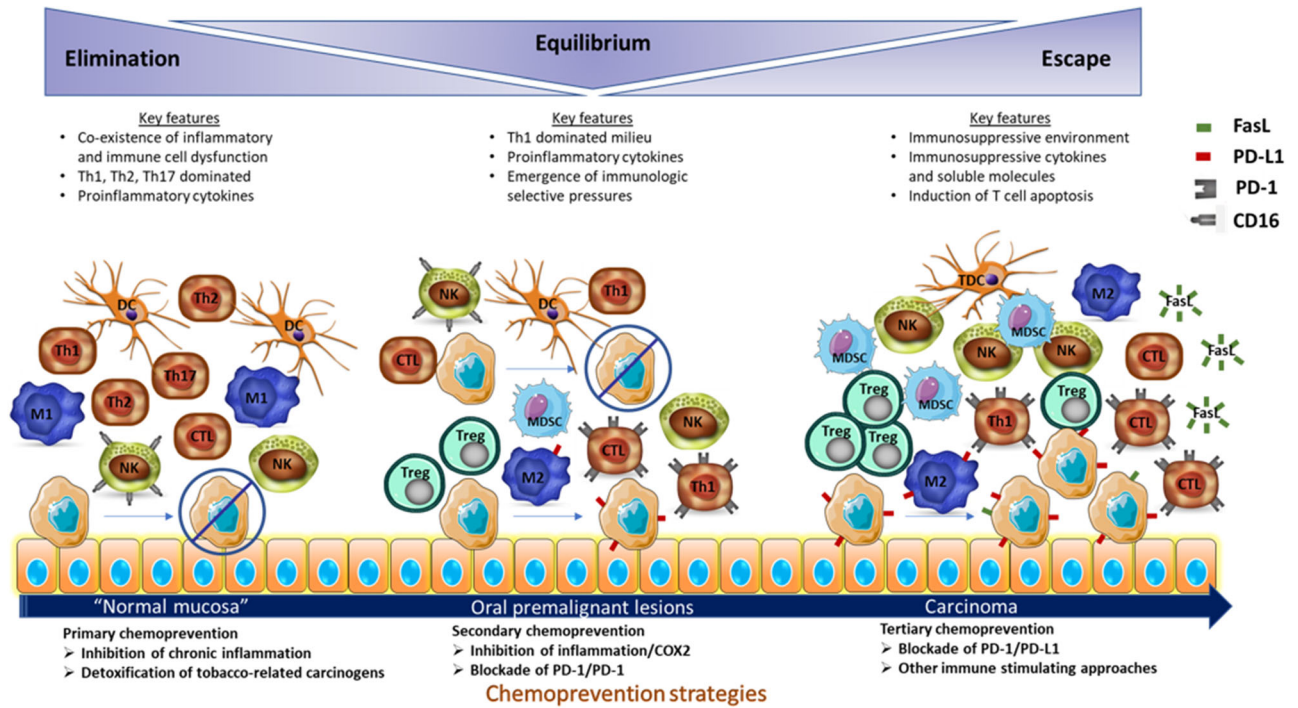 Elimination
Equilibrium
Escape
Key features
• Co-existence of inflammatory
and immune cell dysfunction
• Th1, Th2, Th17 dominated
• Proinflammatory cytokines
Key features
• Th1 dominated milieu
• Proinflammatory cytokines
• Emergence of immunologic
selective pressures
Key features
• Immunosuppressive environment
• Immunosuppressive cytokines
and soluble molecules
• Induction of T cell apoptosis
FasL
PD-L1
PD-1
CD16
DC
Th2
DC
Th1
Th17
M1
Th2
M1
CTL
NK
NK
NK
DC
Th1
CTL
MDSC
NK
Treg
CTL
Treg
M2
Th1
TDC
M2
FasL
NK
MDSC
MDSC
NK
NK
CTL
FasL
Treg
MDSC
Treg
Th1
CTL
FasL
Treg
Treg
M2
CTL
"Normal mucosa"
Oral premalignant lesions
Carcinoma
Primary chemoprevention
➢ Inhibition of chronic inflammation
➢ Detoxification of tobacco-related carcinogens
Secondary chemoprevention
➢ Inhibition of inflammation/COX2
➢ Blockade of PD-1/PD-1
Tertiary chemoprevention
➢ Blockade of PD-1/PD-L1
➢ Other immune stimulating approaches
Chemoprevention strategies